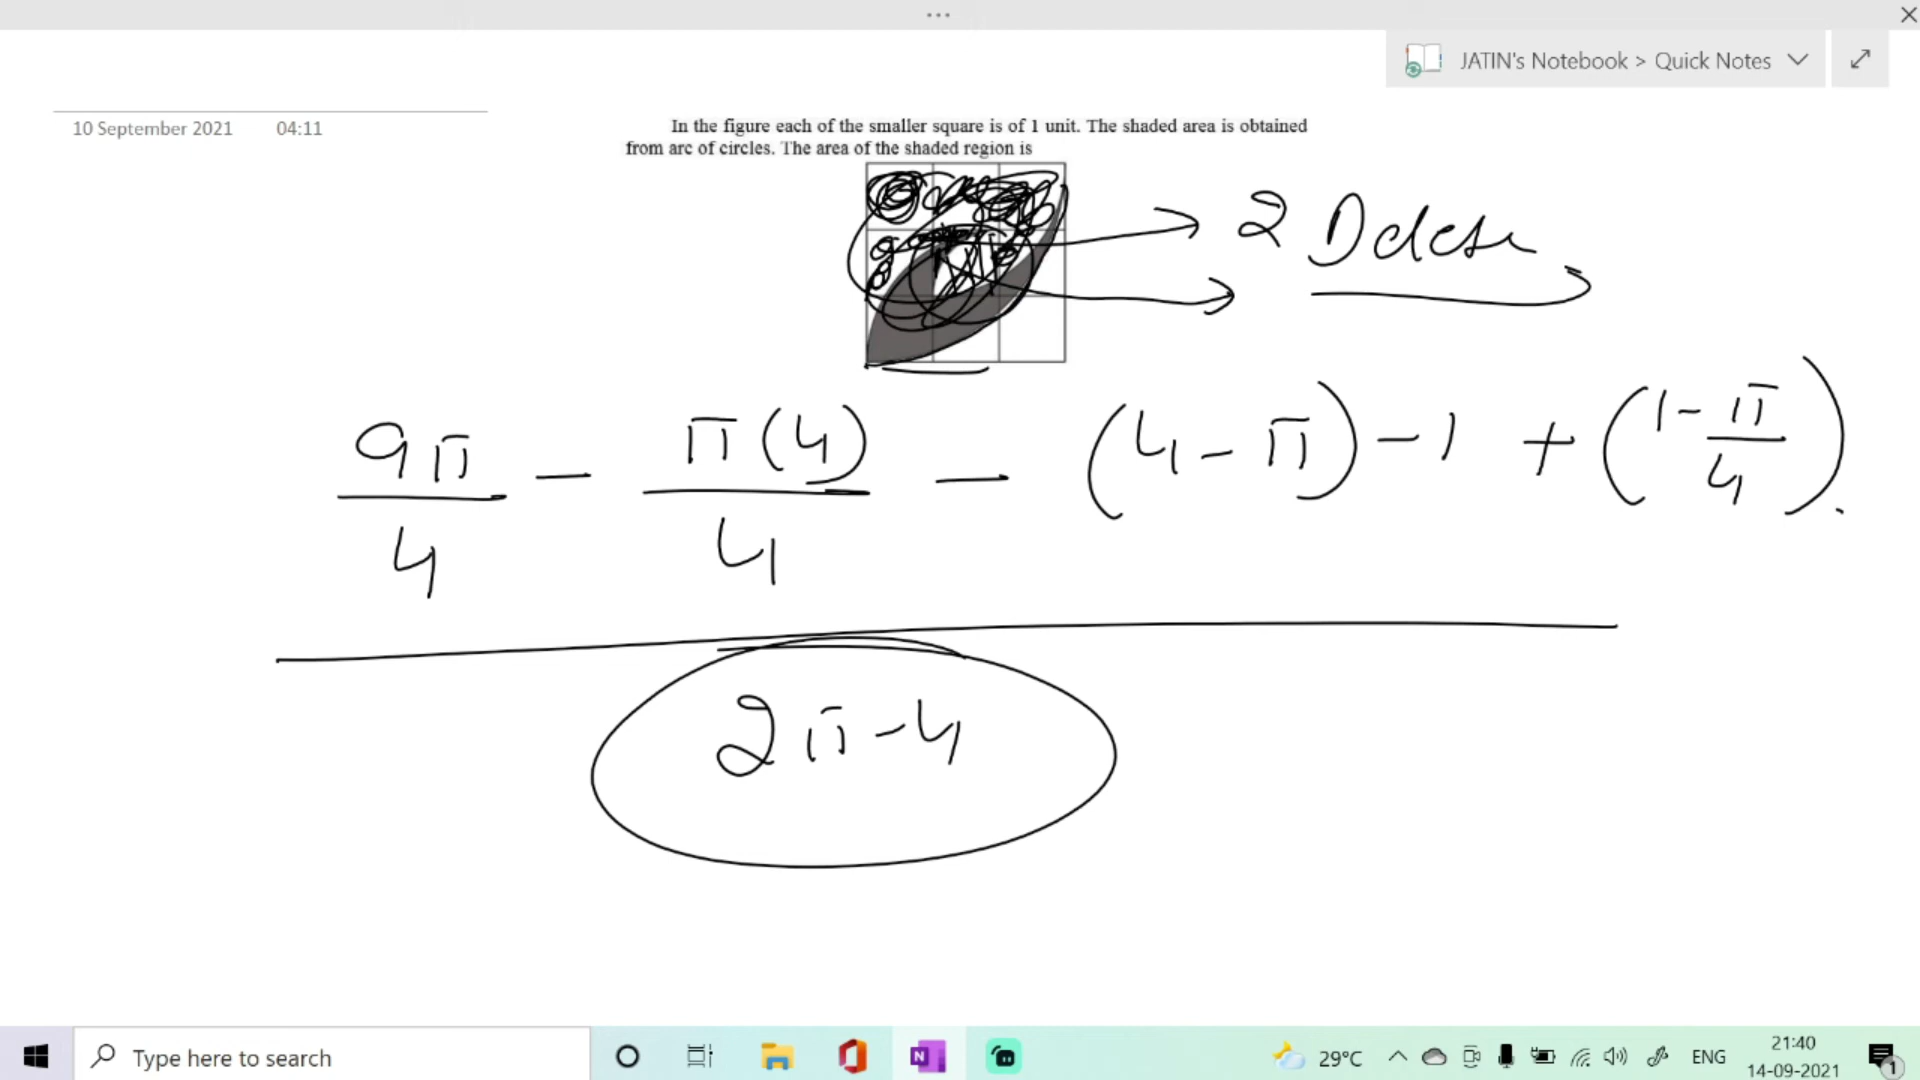 JATIN's Notebook > Quick Notes
10 September 2021 04:11
In the figure each of the smaller square is of 1 unit. The shaded area is obtained
from arc of circles. The area of the shaded region is
2 Delete
9π/4 - π(4)/4 - (4-π) -1 + (1-π/4).
2π-4
Type here to search
29°C
ENG
21:40
14-09-2021
1